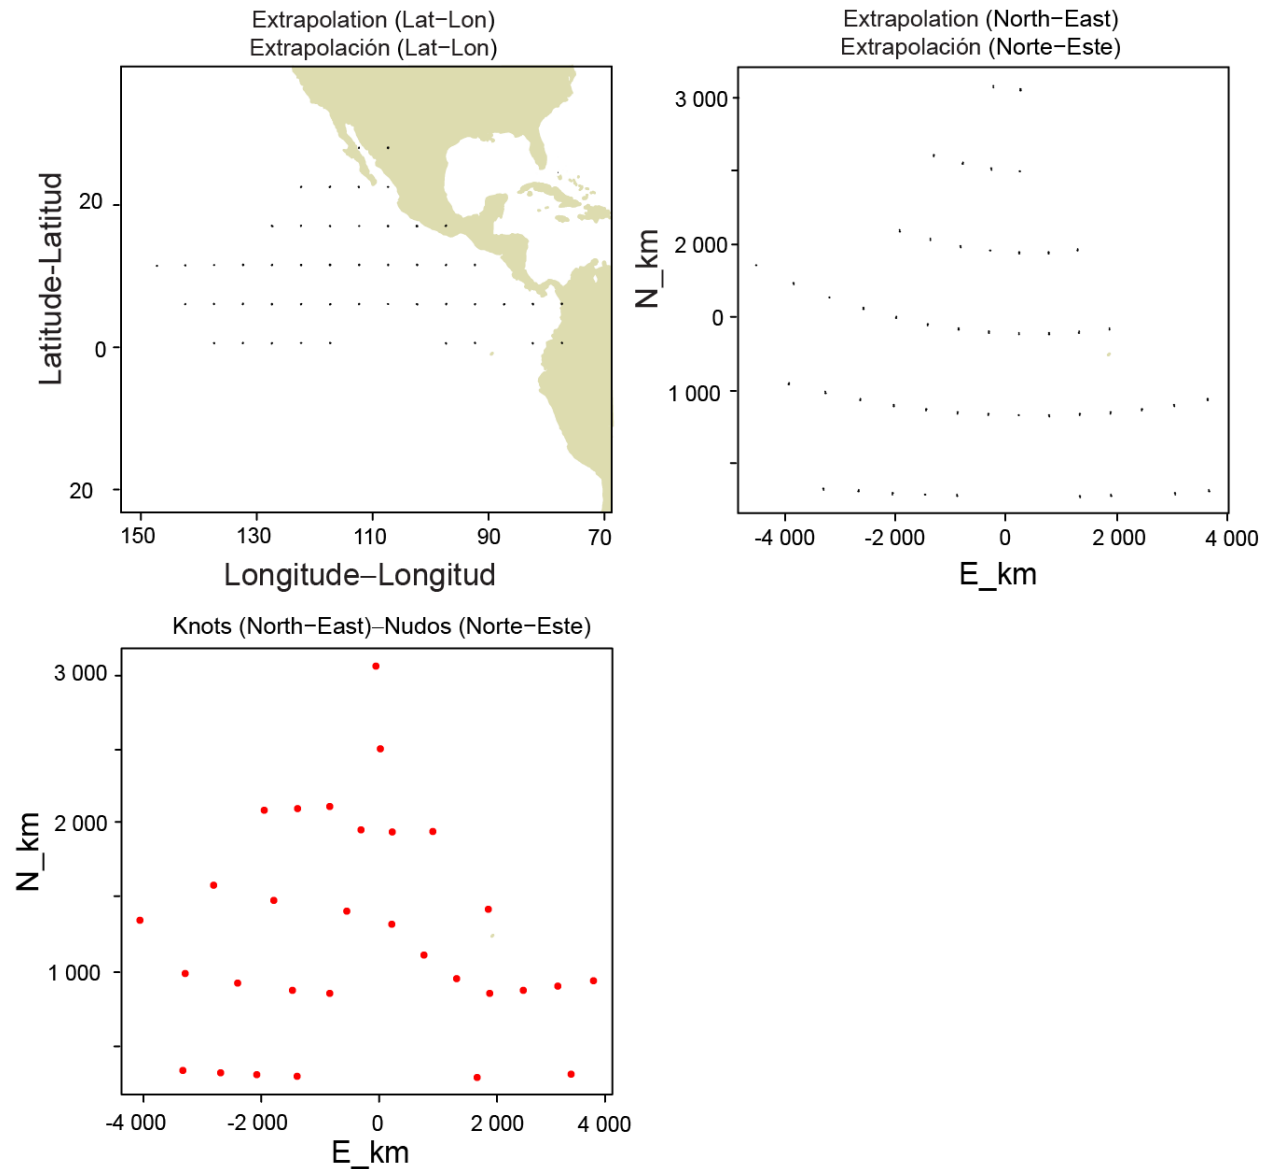 Extrapolation (Lat−Lon)
Extrapolación (Lat−Lon)
Latitude-Latitud
20
0
20
150 130 110 90 70
Longitude–Longitud
Extrapolation (North−East)
Extrapolación (Norte−Este)
N_km
3 000
2 000
0
1 000
-4 000 -2 000 0 2 000 4 000
E_km
Knots (North−East)–Nudos (Norte−Este)
N_km
3 000
2 000
1 000
-4 000 -2 000 0 2 000 4 000
E_km